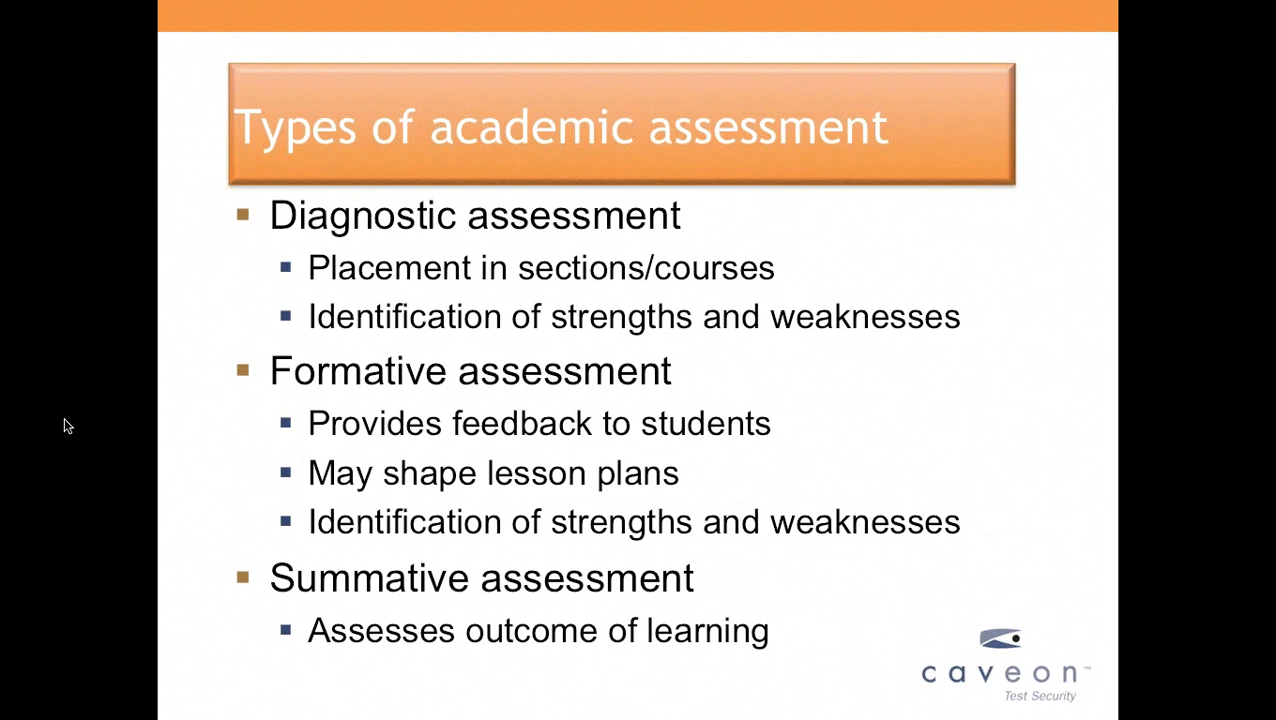 Types of academic assessment
Diagnostic assessment
Placement in sections/courses
Identification of strengths and weaknesses
Formative assessment
Provides feedback to students
May shape lesson plans
Identification of strengths and weaknesses
Summative assessment
Assesses outcome of learning
caveon™
Test Security